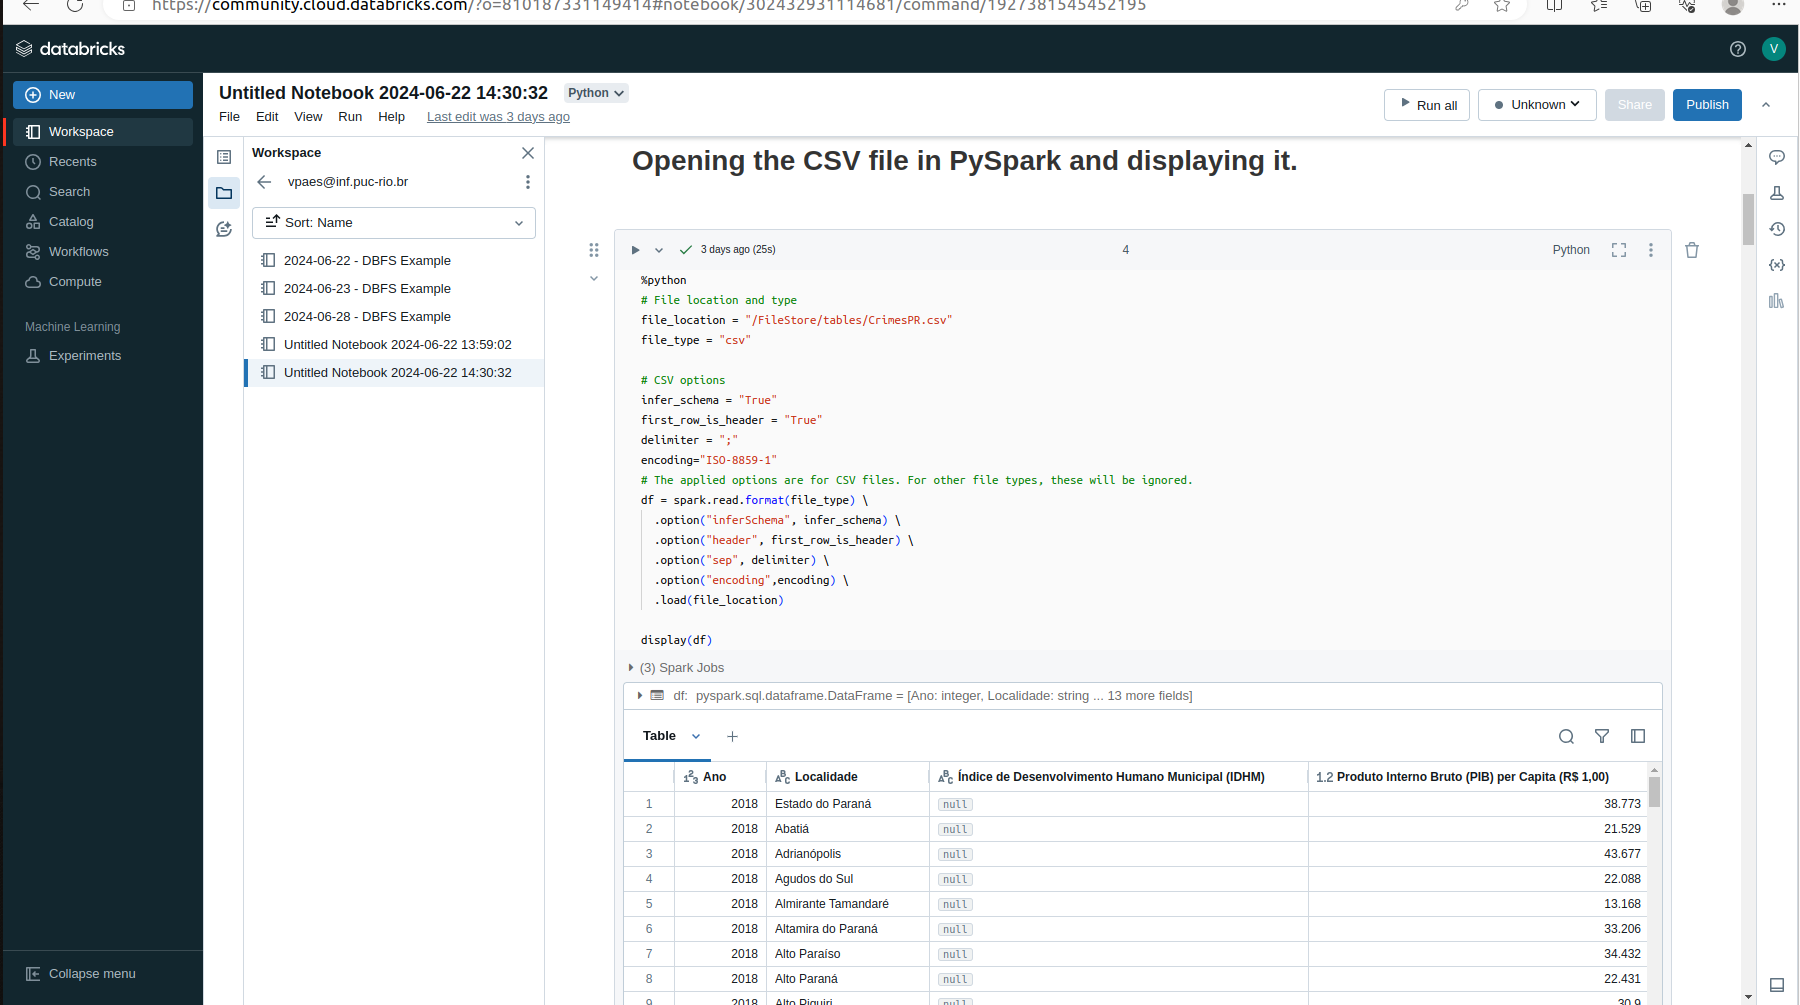 https://community.cloud.databricks.com/?o=810187331149414#notebook/302432931114681/command/1927381545452195
databricks
V
New
Workspace
Recents
Search
Catalog
Workflows
Compute
Machine Learning
Experiments
Collapse menu
Untitled Notebook 2024-06-22 14:30:32
Python
File Edit View Run Help Last edit was 3 days ago
Run all
Unknown
Share
Publish
Workspace
vpaes@inf.puc-rio.br
Sort: Name
2024-06-22 - DBFS Example
2024-06-23 - DBFS Example
2024-06-28 - DBFS Example
Untitled Notebook 2024-06-22 13:59:02
Untitled Notebook 2024-06-22 14:30:32
Opening the CSV file in PySpark and displaying it.
3 days ago (25s) 4 Python
%python
# File location and type
file_location = "/FileStore/tables/CrimesPR.csv"
file_type = "csv"
# CSV options
infer_schema = "True"
first_row_is_header = "True"
delimiter = ";"
encoding="ISO-8859-1"
# The applied options are for CSV files. For other file types, these will be ignored.
df = spark.read.format(file_type) \
.option("inferSchema", infer_schema) \
.option("header", first_row_is_header) \
.option("sep", delimiter) \
.option("encoding",encoding) \
.load(file_location)
display(df)
(3) Spark Jobs
df: pyspark.sql.dataframe.DataFrame = [Ano: integer, Localidade: string ... 13 more fields]
Table +
123 Ano ABC Localidade ABC Índice de Desenvolvimento Humano Municipal (IDHM) 1.2 Produto Interno Bruto (PIB) per Capita (R$ 1,00)
1 2018 Estado do Paraná null 38.773
2 2018 Abatiá null 21.529
3 2018 Adrianópolis null 43.677
4 2018 Agudos do Sul null 22.088
5 2018 Almirante Tamandaré null 13.168
6 2018 Altamira do Paraná null 33.206
7 2018 Alto Paraíso null 34.432
8 2018 Alto Paraná null 22.431
9 2018 Alto Piquiri null 30.9